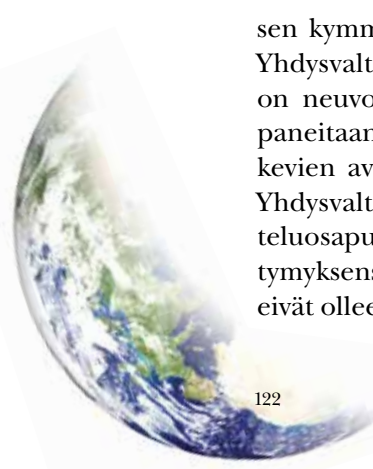 sen kymm
Yhdysvalt
on neuvo
paneitaan
kevien av
Yhdysvalt
teluosapu
tymyksens
eivät ollee
122